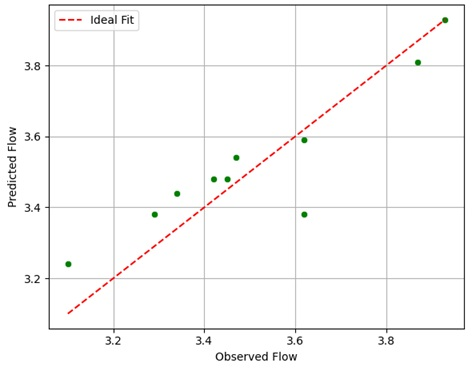 Ideal Fit
3.8
3.6
3.4
3.2
Predicted Flow
3.2 3.4 3.6 3.8
Observed Flow